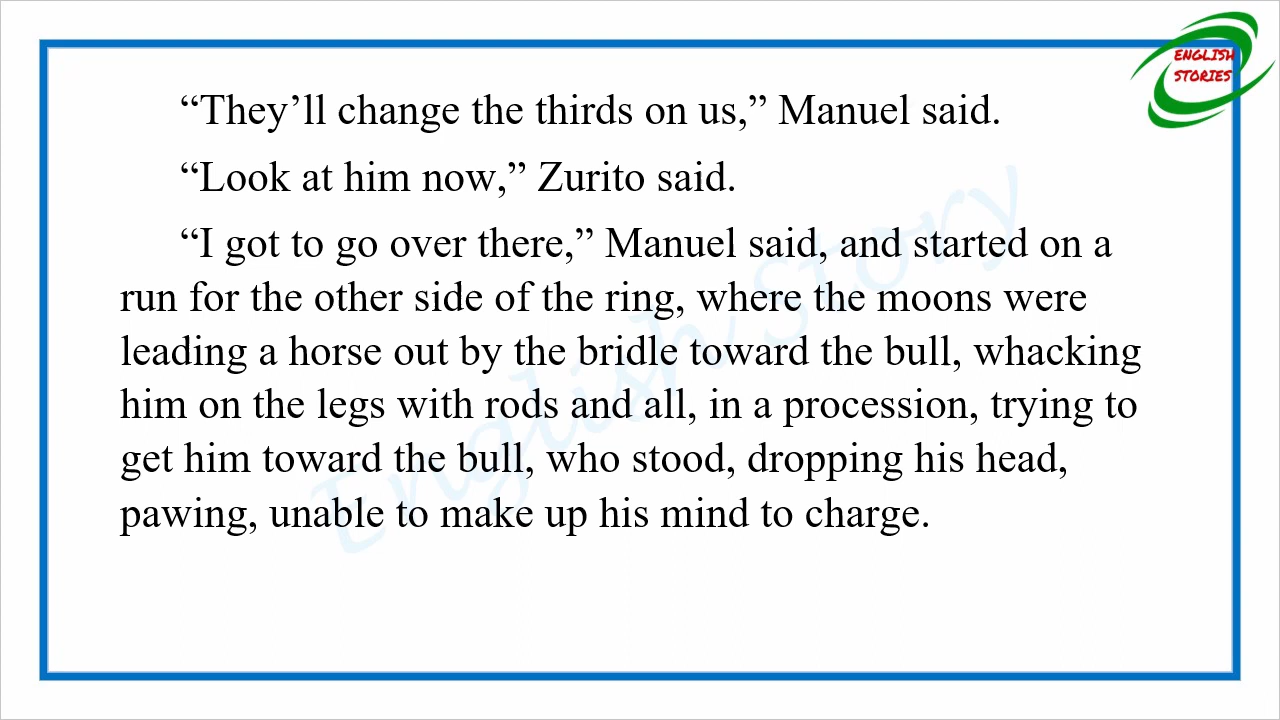 ENGLISH
STORIES
“They’ll change the thirds on us,” Manuel said.
“Look at him now,” Zurito said.
“I got to go over there,” Manuel said, and started on a
run for the other side of the ring, where the moons were
leading a horse out by the bridle toward the bull, whacking
him on the legs with rods and all, in a procession, trying to
get him toward the bull, who stood, dropping his head,
pawing, unable to make up his mind to charge.
English Story